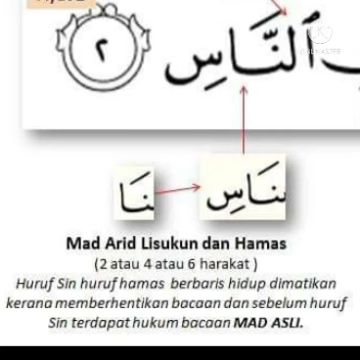 ٱلنَّاسِ ٢
نَا نَاسِ
Mad Arid Lisukun dan Hamas
(2 atau 4 atau 6 harakat )
Huruf Sin huruf hamas berbaris hidup dimatikan
kerana memberhentikan bacaan dan sebelum huruf
Sin terdapat hukum bacaan MAD ASLI.